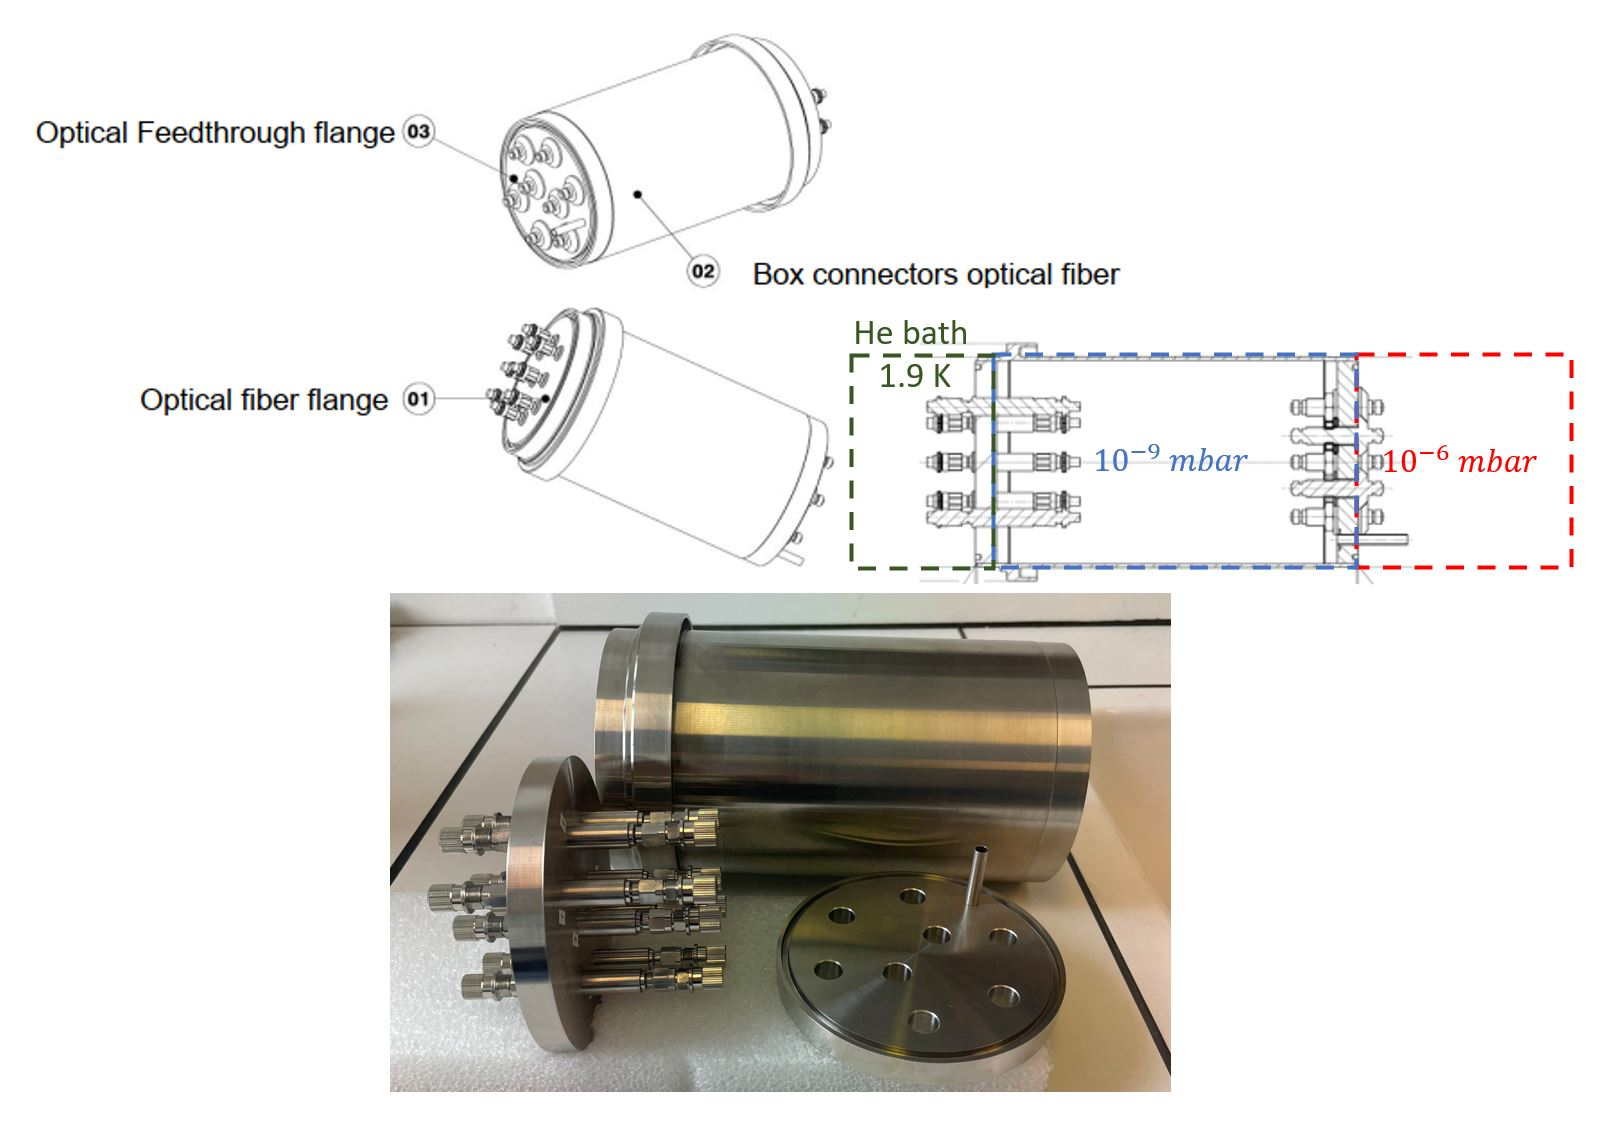 Optical Feedthrough flange 03
02 Box connectors optical fiber
Optical fiber flange 01
He bath
1.9 K
10⁻⁹ mbar
10⁻⁶ mbar